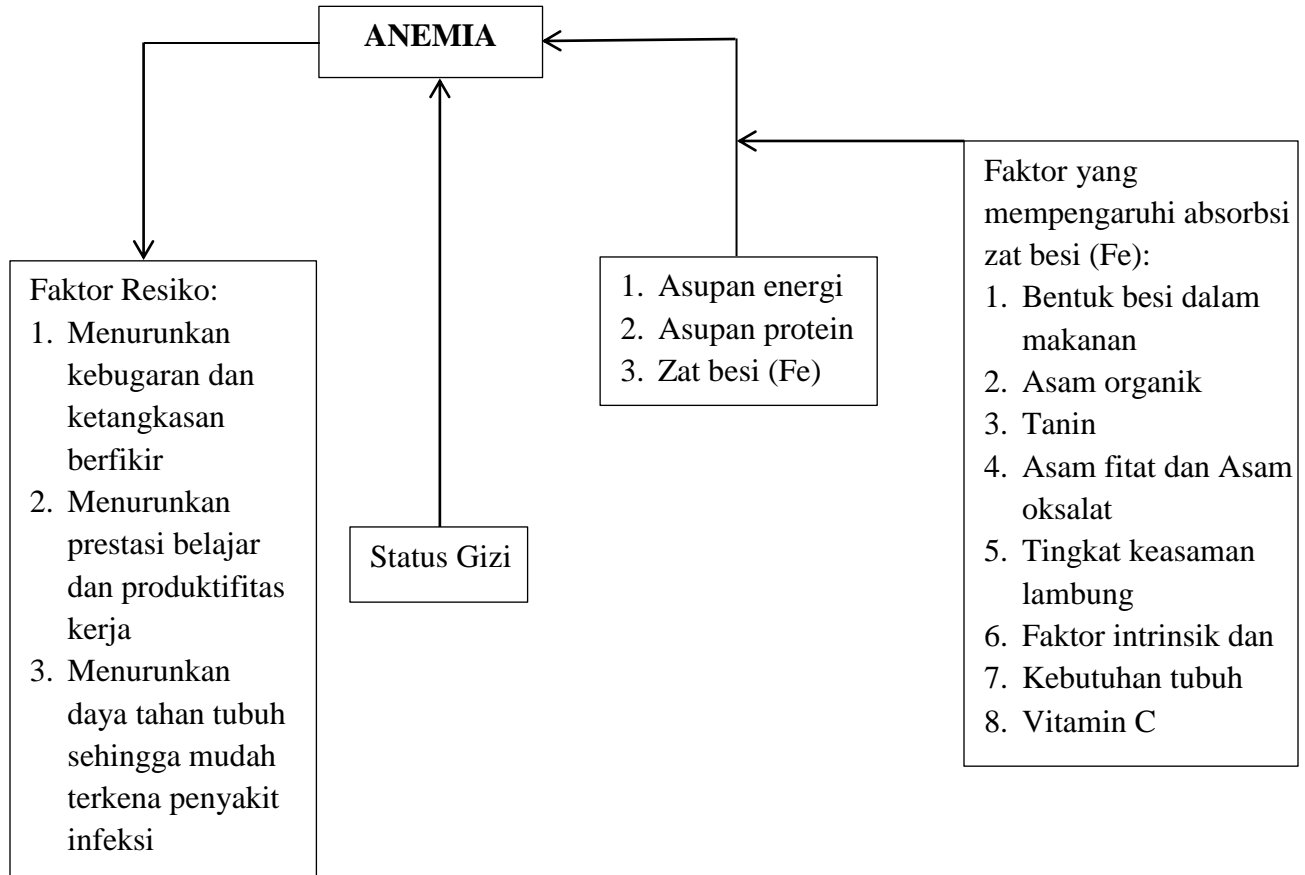 ANEMIA
Faktor Resiko:
1. Menurunkan
kebugaran dan
ketangkasan
berfikir
2. Menurunkan
prestasi belajar
dan produktifitas
kerja
3. Menurunkan
daya tahan tubuh
sehingga mudah
terkena penyakit
infeksi
Status Gizi
1. Asupan energi
2. Asupan protein
3. Zat besi (Fe)
Faktor yang
mempengaruhi absorbsi
zat besi (Fe):
1. Bentuk besi dalam
makanan
2. Asam organik
3. Tanin
4. Asam fitat dan Asam
oksalat
5. Tingkat keasaman
lambung
6. Faktor intrinsik dan
7. Kebutuhan tubuh
8. Vitamin C